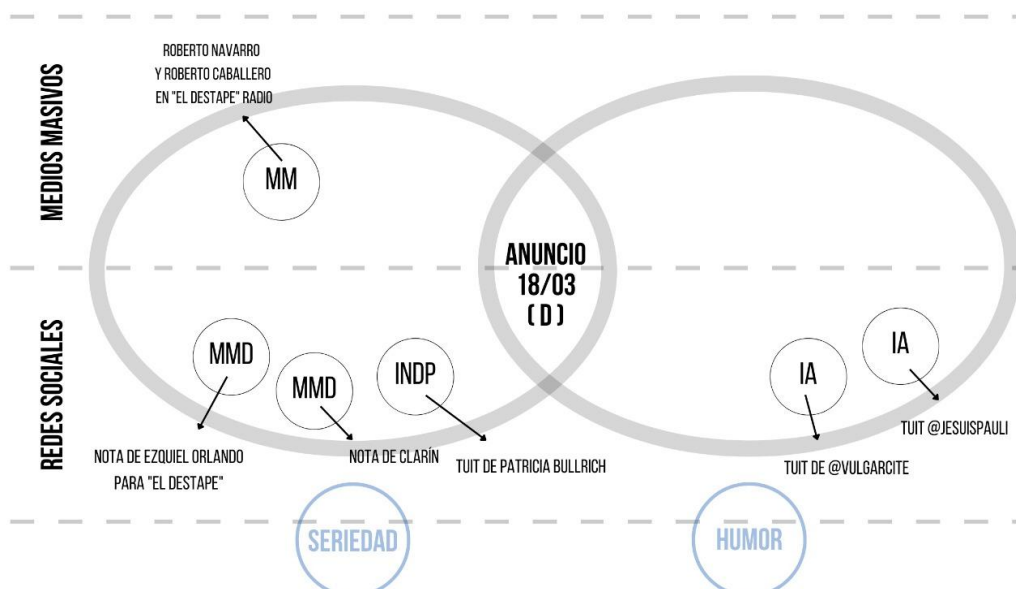 MEDIOS MASIVOS
ROBERTO NAVARRO
Y ROBERTO CABALLERO
EN "EL DESTAPE" RADIO
MM
ANUNCIO
18/03
( D )
REDES SOCIALES
MMD
MMD
INDP
IA
IA
NOTA DE EZQUIEL ORLANDO
PARA "EL DESTAPE"
NOTA DE CLARÍN
TUIT DE PATRICIA BULLRICH
TUIT DE @VULGARCITE
TUIT @JESUISPAULI
SERIEDAD
HUMOR